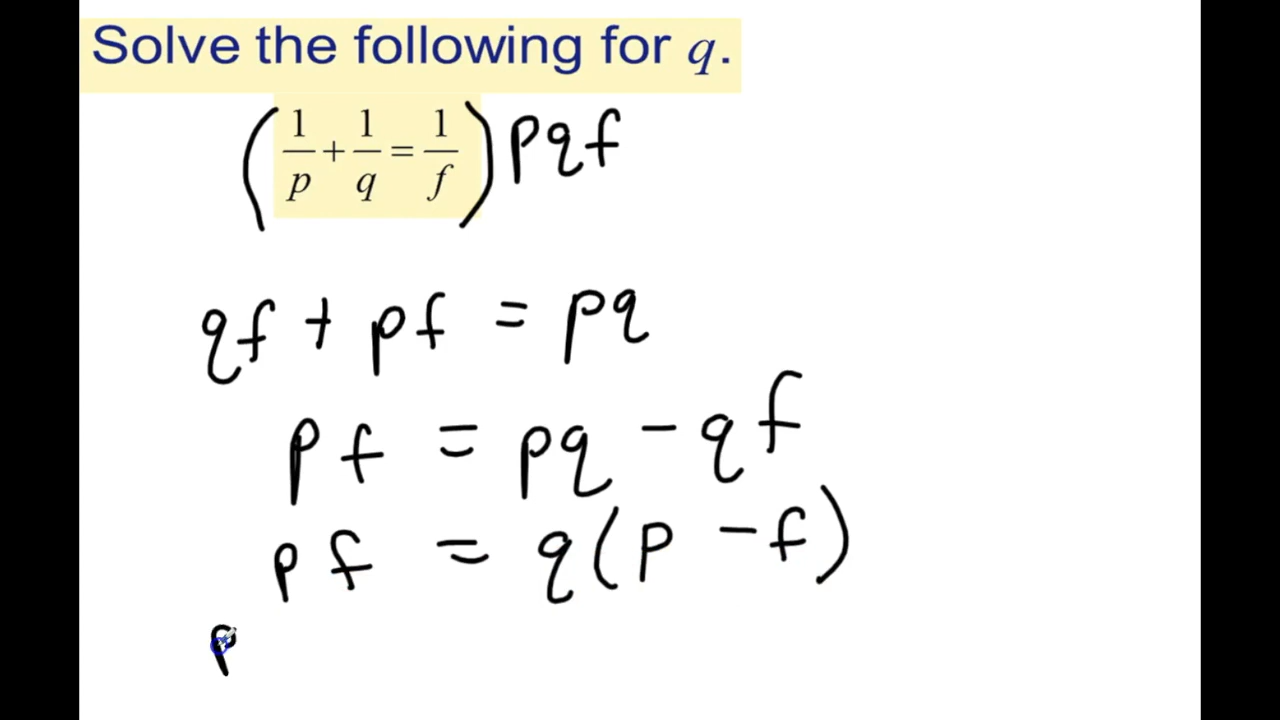 Solve the following for q.
(1/p + 1/q = 1/f) pqf
qf + pf = pq
pf = pq - qf
pf = q(p - f)
p